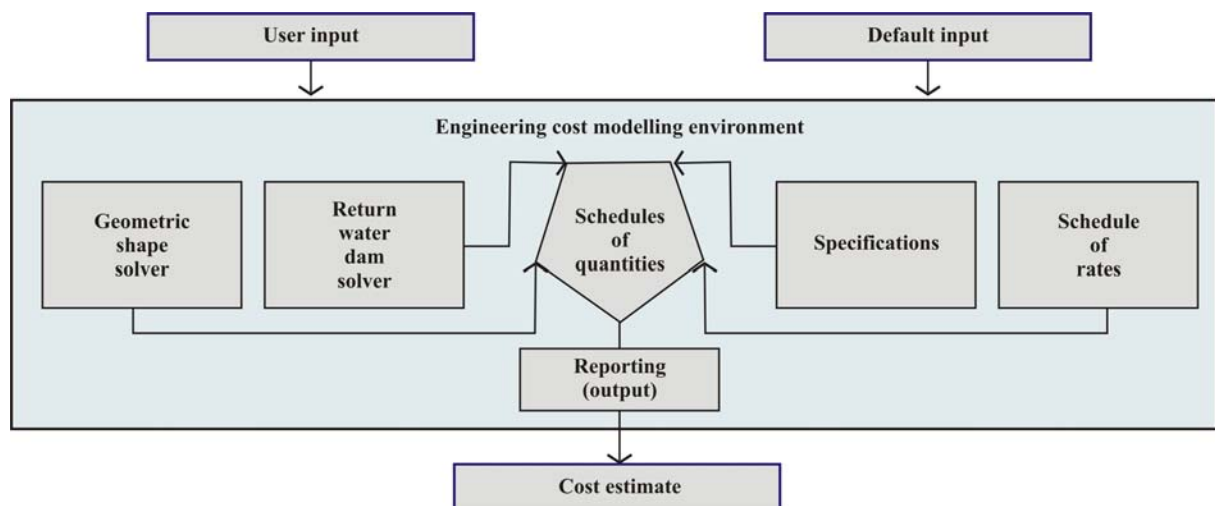 User input
Default input
Engineering cost modelling environment
Geometric
shape
solver
Return
water
dam
solver
Schedules
of
quantities
Specifications
Schedule
of
rates
Reporting
(output)
Cost estimate